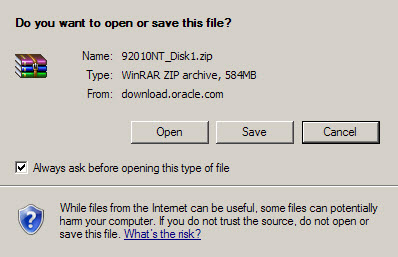 Do you want to open or save this file?
Name: 92010NT_Disk1.zip
Type: WinRAR ZIP archive, 584MB
From: download.oracle.com
Open Save Cancel
Always ask before opening this type of file
While files from the Internet can be useful, some files can potentially
harm your computer. If you do not trust the source, do not open or
save this file. What's the risk?